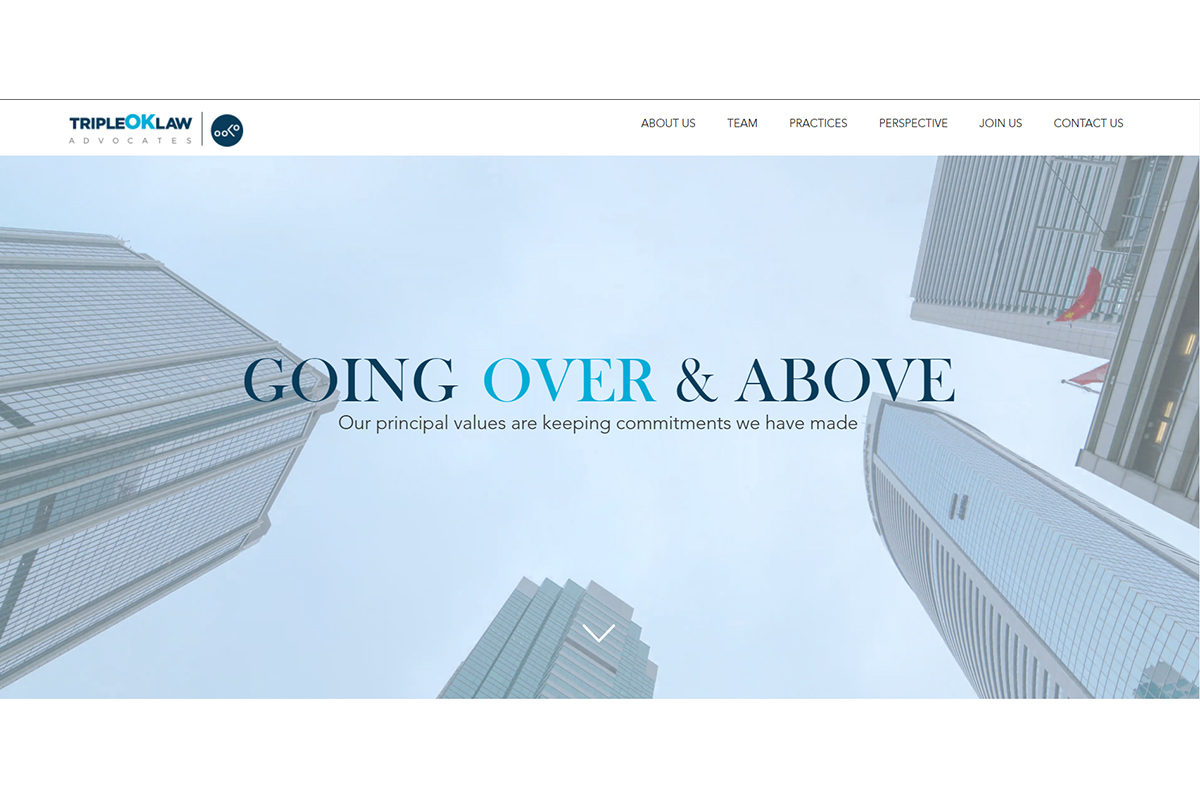 TRIPLEOKLAW
ADVOCATES
ABOUT US TEAM PRACTICES PERSPECTIVE JOIN US CONTACT US
GOING OVER & ABOVE
Our principal values are keeping commitments we have made